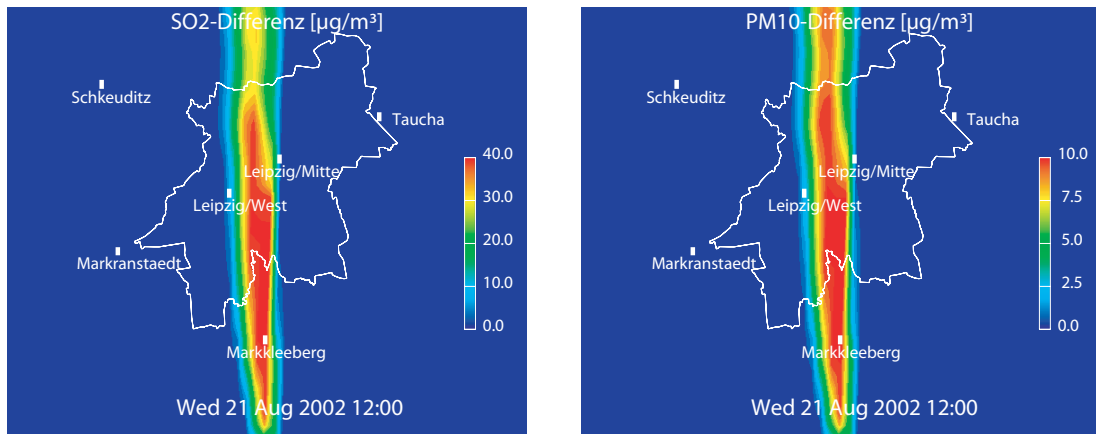 SO2-Differenz [µg/m³]
Schkeuditz
Taucha
40.0
Leipzig/Mitte
30.0
Leipzig/West
20.0
Markranstaedt
10.0
0.0
Markkleeberg
Wed 21 Aug 2002 12:00
PM10-Differenz [µg/m³]
Schkeuditz
Taucha
10.0
Leipzig/Mitte
7.5
Leipzig/West
5.0
Markranstaedt
2.5
0.0
Markkleeberg
Wed 21 Aug 2002 12:00